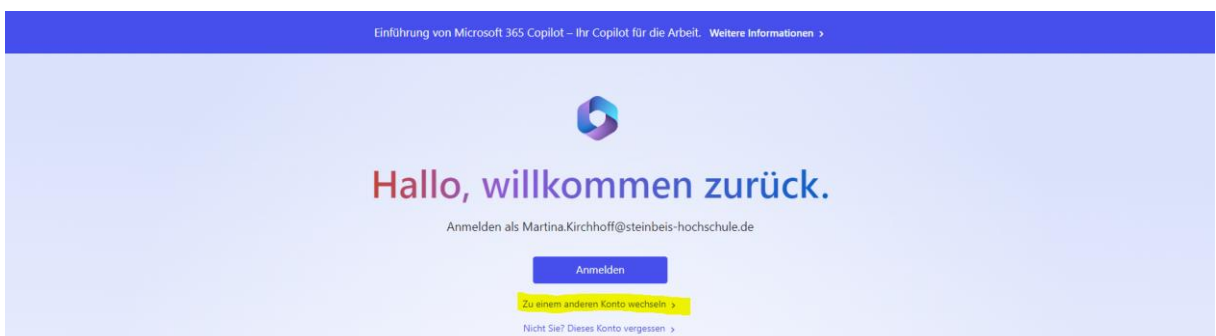 Einführung von Microsoft 365 Copilot – Ihr Copilot für die Arbeit. Weitere Informationen >
Hallo, willkommen zurück.
Anmelden als Martina.Kirchhoff@steinbeis-hochschule.de
Anmelden
Zu einem anderen Konto wechseln >
Nicht Sie? Dieses Konto vergessen >